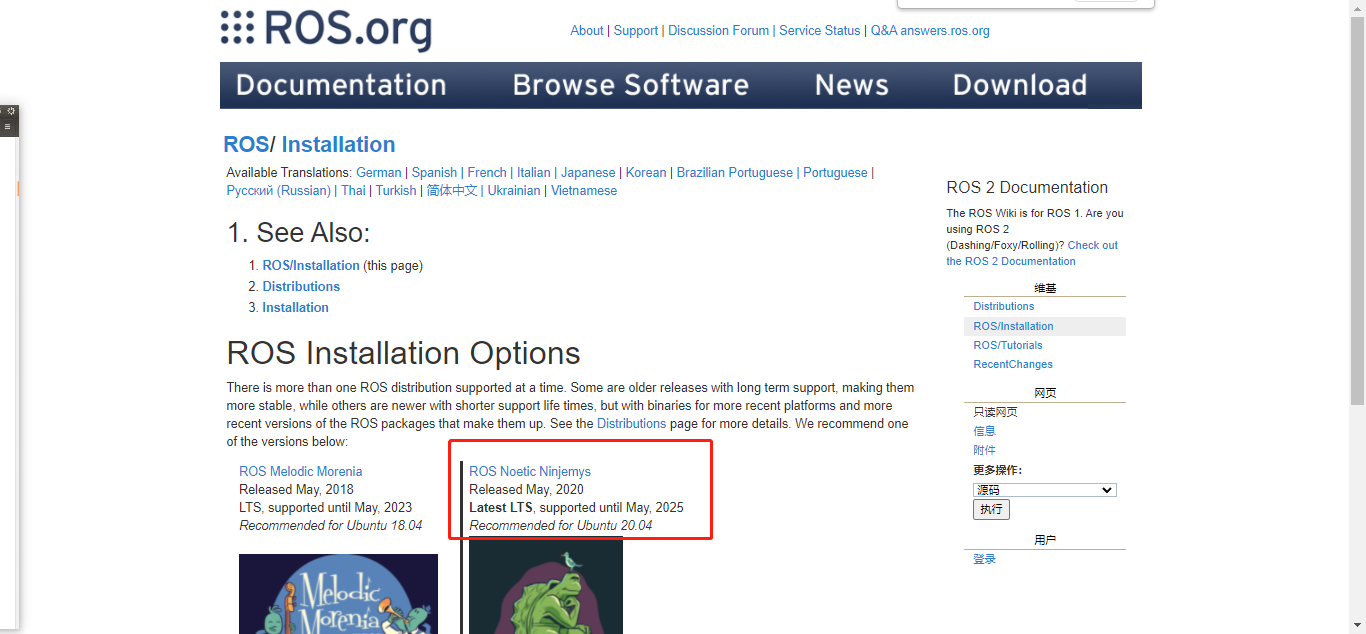 ROS.org
About | Support | Discussion Forum | Service Status | Q&A answers.ros.org
Documentation Browse Software News Download
ROS/ Installation
Available Translations: German | Spanish | French | Italian | Japanese | Korean | Brazilian Portuguese | Portuguese |
Русский (Russian) | Thai | Turkish | 简体中文 | Ukrainian | Vietnamese
1. See Also:
1. ROS/Installation (this page)
2. Distributions
3. Installation
ROS Installation Options
There is more than one ROS distribution supported at a time. Some are older releases with long term support, making them
more stable, while others are newer with shorter support life times, but with binaries for more recent platforms and more
recent versions of the ROS packages that make them up. See the Distributions page for more details. We recommend one
of the versions below:
ROS Melodic Morenia
Released May, 2018
LTS, supported until May, 2023
Recommended for Ubuntu 18.04
Melodic
Morenia
ROS Noetic Ninjemys
Released May, 2020
Latest LTS, supported until May, 2025
Recommended for Ubuntu 20.04
ROS 2 Documentation
The ROS Wiki is for ROS 1. Are you
using ROS 2
(Dashing/Foxy/Rolling)? Check out
the ROS 2 Documentation
维基
Distributions
ROS/Installation
ROS/Tutorials
RecentChanges
网页
只读网页
信息
附件
更多操作:
源码
执行
用户
登录